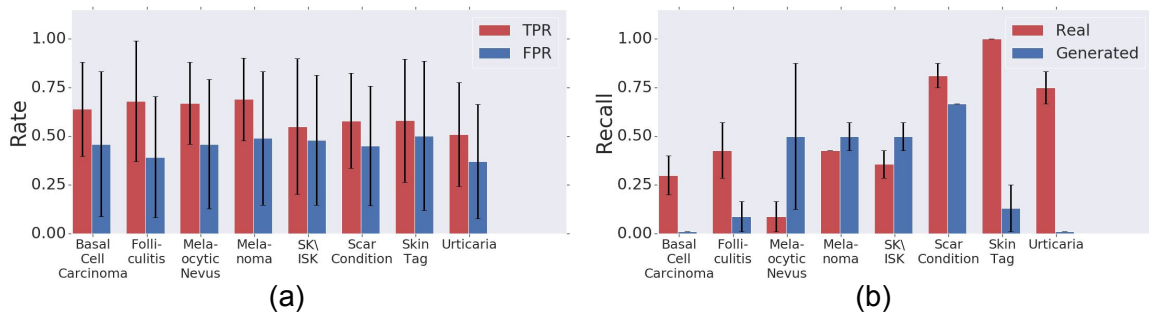 1.00
0.75
0.50
0.25
0.00
Rate
TPR
FPR
Basal
Cell
Carcinoma
Folli-
culitis
Mela-
ocytic
Nevus
Mela-
noma
SK\
ISK
Scar
Condition
Skin
Tag
Urticaria
(a)
1.00
0.75
0.50
0.25
0.00
Recall
Real
Generated
Basal
Cell
Carcinoma
Folli-
culitis
Mela-
ocytic
Nevus
Mela-
noma
SK\
ISK
Scar
Condition
Skin
Tag
Urticaria
(b)